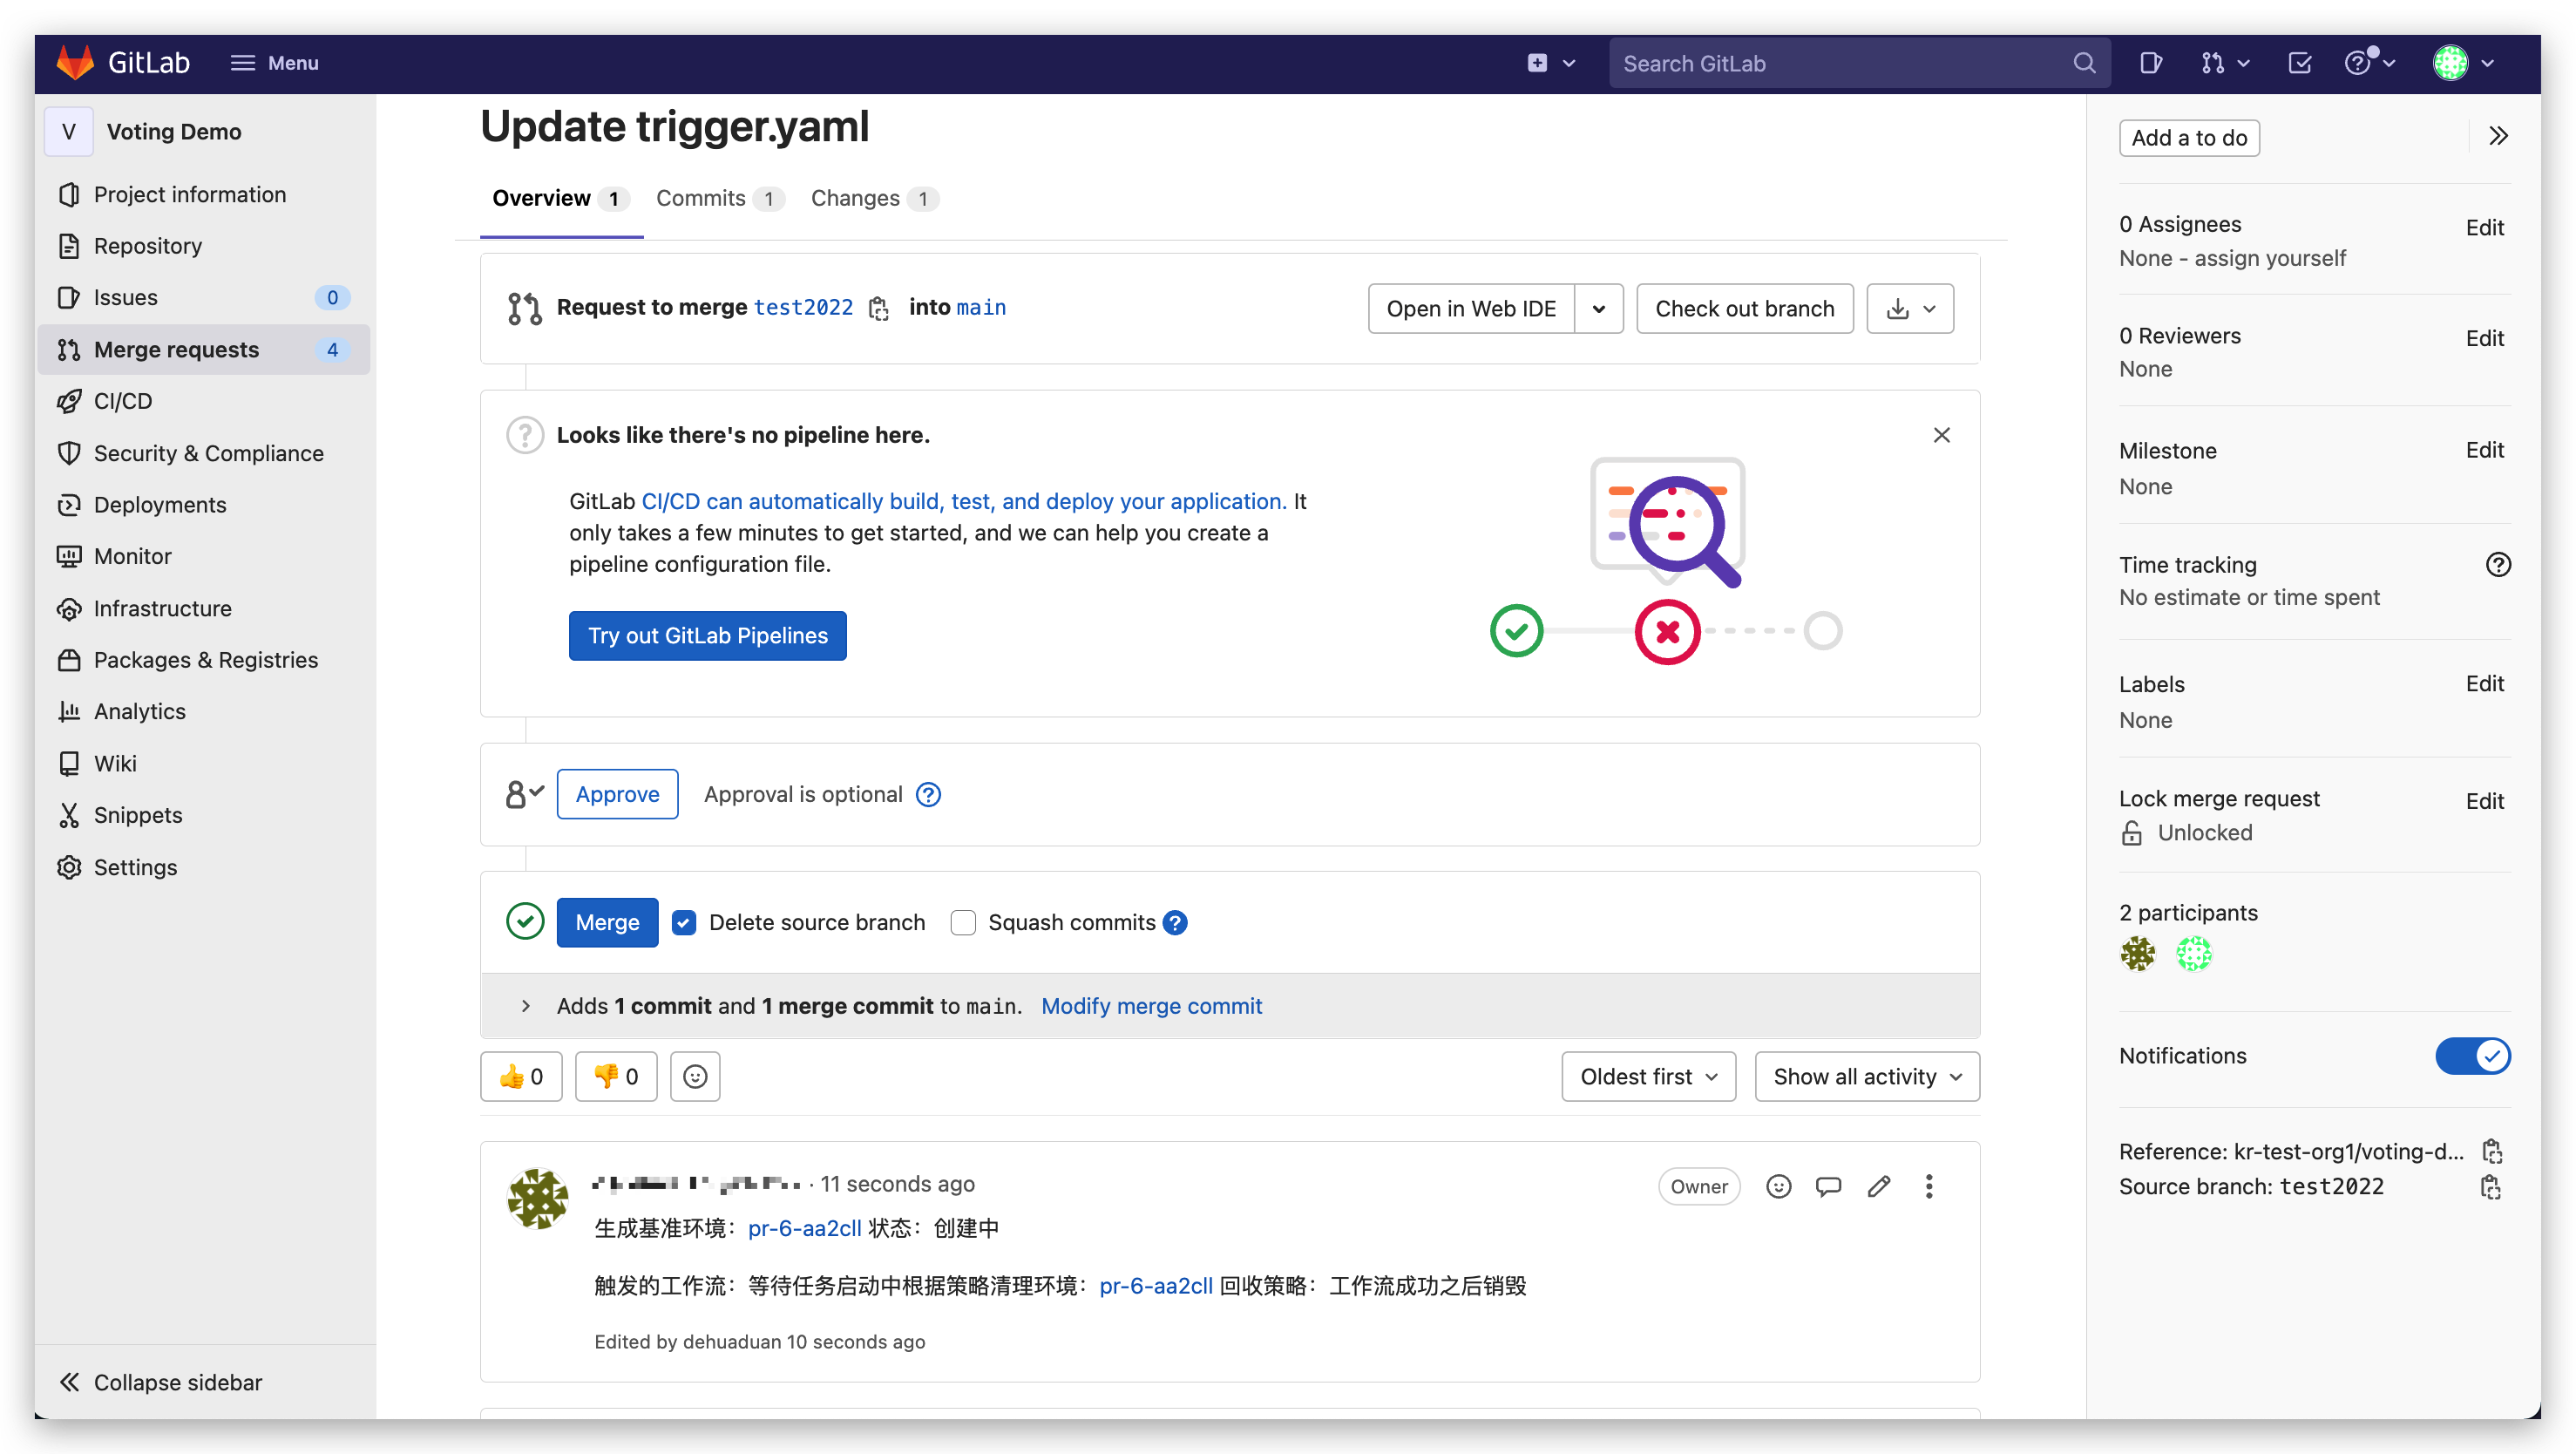 GitLab
Menu
Search GitLab
V Voting Demo
Project information
Repository
Issues 0
Merge requests 4
CI/CD
Security & Compliance
Deployments
Monitor
Infrastructure
Packages & Registries
Analytics
Wiki
Snippets
Settings
Collapse sidebar
Update trigger.yaml
Overview 1 Commits 1 Changes 1
Request to merge test2022 into main
Open in Web IDE
Check out branch
Looks like there's no pipeline here.
GitLab CI/CD can automatically build, test, and deploy your application. It
only takes a few minutes to get started, and we can help you create a
pipeline configuration file.
Try out GitLab Pipelines
Approve Approval is optional
Merge Delete source branch Squash commits
Adds 1 commit and 1 merge commit to main. Modify merge commit
👍 0 👎 0
Oldest first Show all activity
· 11 seconds ago
Owner
生成基准环境：pr-6-aa2cll 状态：创建中
触发的工作流：等待任务启动中根据策略清理环境：pr-6-aa2cll 回收策略：工作流成功之后销毁
Edited by dehuaduan 10 seconds ago
Add a to do
0 Assignees Edit
None - assign yourself
0 Reviewers Edit
None
Milestone Edit
None
Time tracking
No estimate or time spent
Labels Edit
None
Lock merge request Edit
Unlocked
2 participants
Notifications
Reference: kr-test-org1/voting-d...
Source branch: test2022